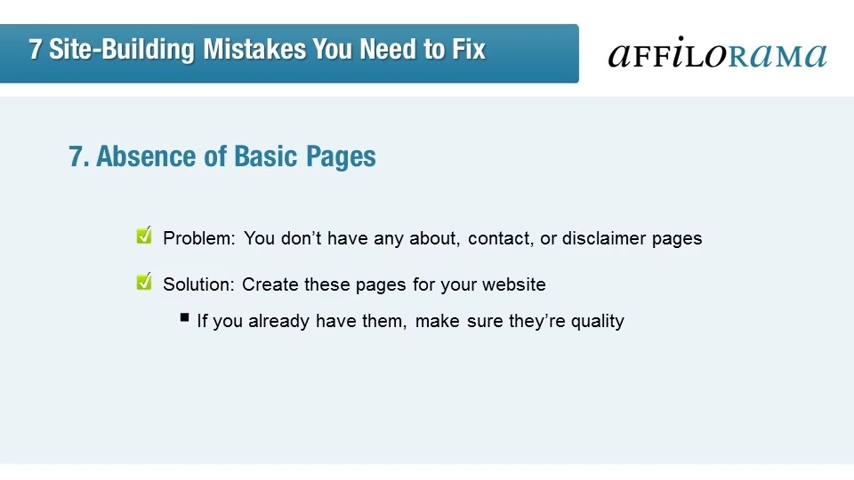 7 Site-Building Mistakes You Need to Fix
AFFILORAMA
7. Absence of Basic Pages
Problem: You don't have any about, contact, or disclaimer pages
Solution: Create these pages for your website
If you already have them, make sure they're quality